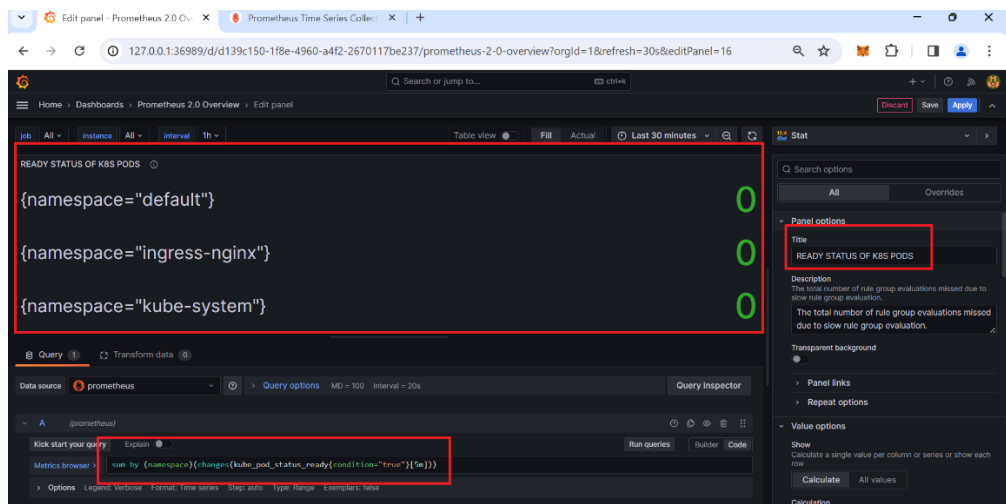 Edit panel - Prometheus 2.0 Ove
Prometheus Time Series Collect
127.0.0.1:36989/d/d139c150-1f8e-4960-a4f2-2670117be237/prometheus-2-0-overview?orgId=1&refresh=30s&editPanel=16
Search or jump to...
ctrl+k
Home › Dashboards › Prometheus 2.0 Overview › Edit panel
Discard Save Apply
job All instance All interval 1h
Table view Fill Actual Last 30 minutes
Stat
READY STATUS OF K8S PODS
{namespace="default"} 0
{namespace="ingress-nginx"} 0
{namespace="kube-system"} 0
Search options
All Overrides
Panel options
Title
READY STATUS OF K8S PODS
Description
The total number of rule group evaluations missed due to
slow rule group evaluation.
The total number of rule group evaluations missed
due to slow rule group evaluation.
Transparent background
Panel links
Repeat options
Value options
Show
Calculate a single value per column or series or show each
row
Calculate All values
Calculation
Query 1 Transform data 0
Data source prometheus Query options MD = 100 Interval = 20s Query inspector
A (prometheus)
Kick start your query Explain Run queries Builder Code
Metrics browser > sum by (namespace)(changes(kube_pod_status_ready{condition="true"}[5m]))
Options Legend: Verbose Format: Time series Step: auto Type: Range Exemplars: false